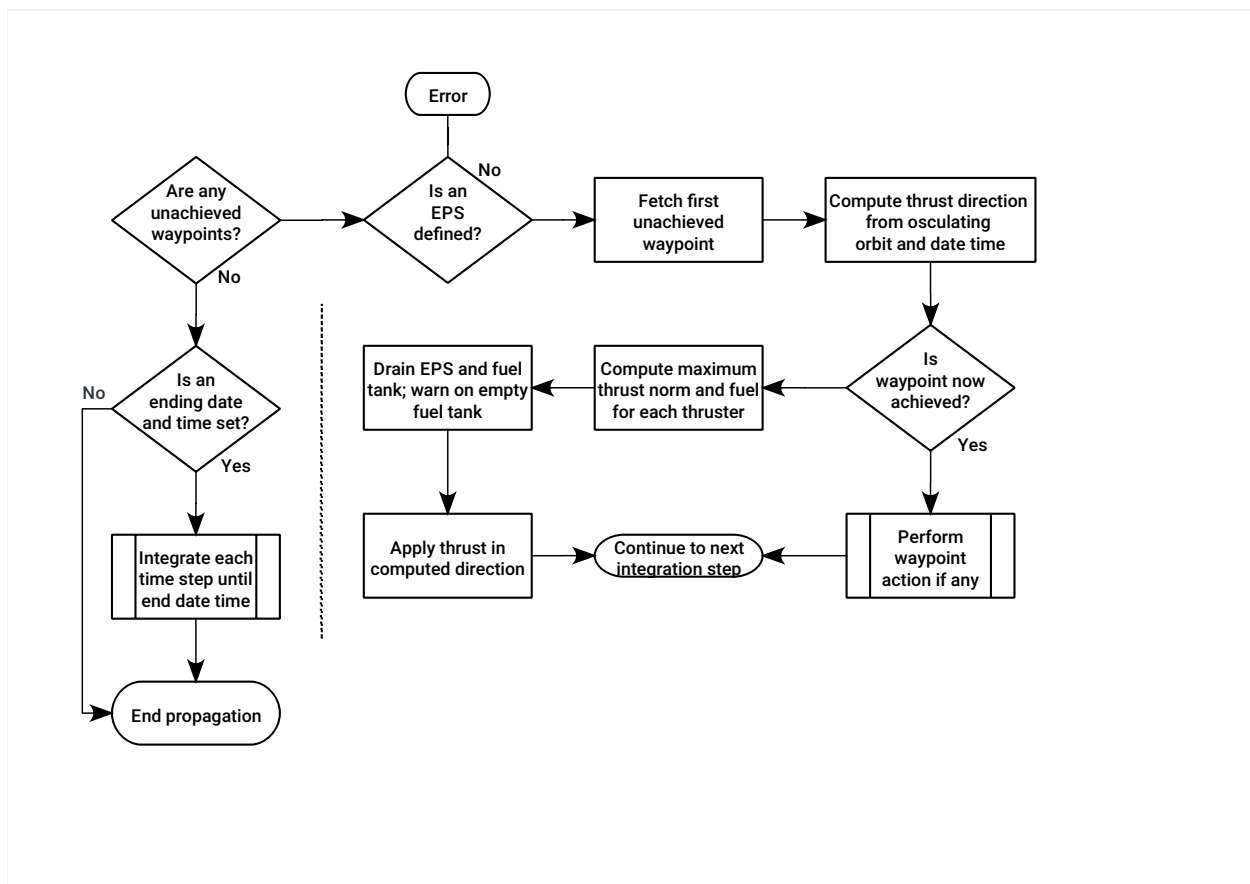 Error
Are any
unachieved
waypoints?
No
Is an
EPS
defined?
No
Fetch first
unachieved
waypoint
Compute thrust direction
from osculating
orbit and date time
Is an
ending date
and time set?
No
Yes
Drain EPS and fuel
tank; warn on empty
fuel tank
Compute maximum
thrust norm and fuel
for each thruster
Is
waypoint now
achieved?
Yes
Integrate each
time step until
end date time
Apply thrust in
computed direction
Continue to next
integration step
Perform
waypoint
action if any
End propagation